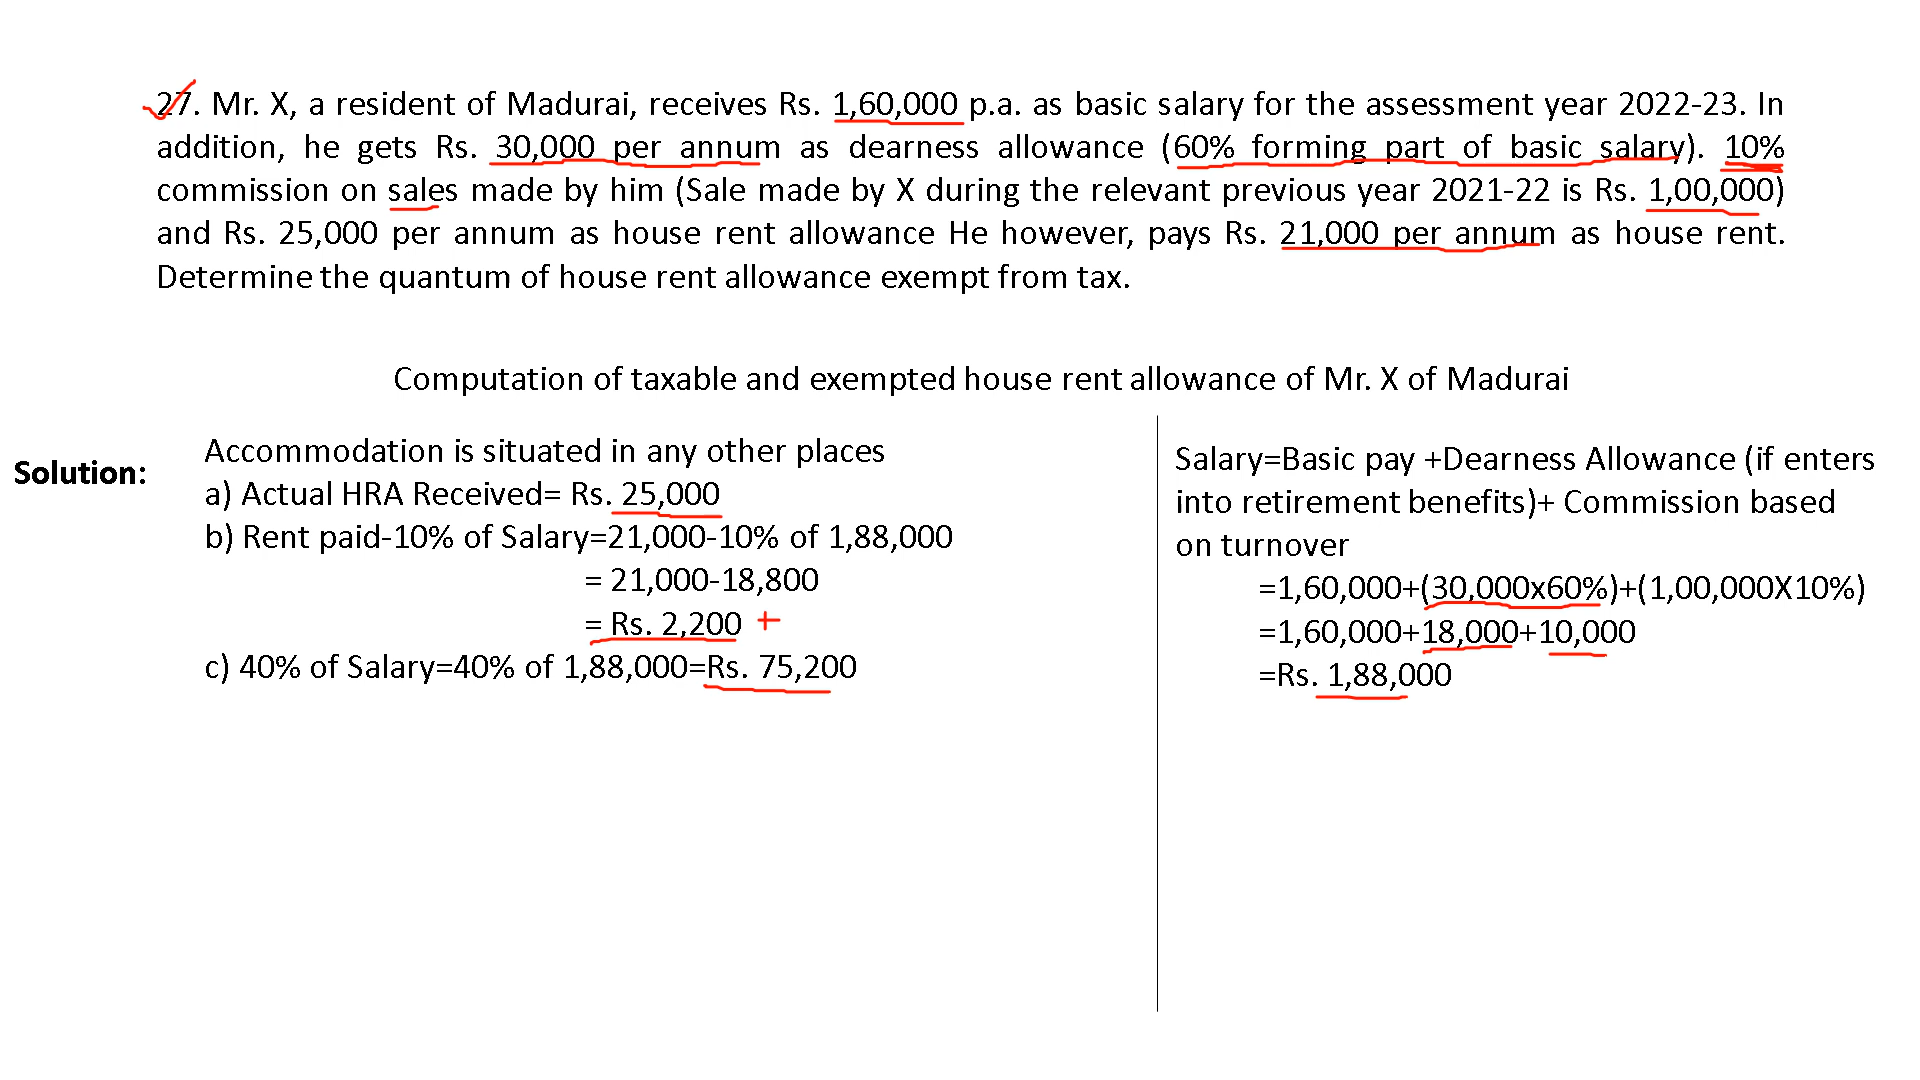 27. Mr. X, a resident of Madurai, receives Rs. 1,60,000 p.a. as basic salary for the assessment year 2022-23. In
addition, he gets Rs. 30,000 per annum as dearness allowance (60% forming part of basic salary). 10%
commission on sales made by him (Sale made by X during the relevant previous year 2021-22 is Rs. 1,00,000)
and Rs. 25,000 per annum as house rent allowance He however, pays Rs. 21,000 per annum as house rent.
Determine the quantum of house rent allowance exempt from tax.
Computation of taxable and exempted house rent allowance of Mr. X of Madurai
Solution:
Accommodation is situated in any other places
a) Actual HRA Received= Rs. 25,000
b) Rent paid-10% of Salary=21,000-10% of 1,88,000
= 21,000-18,800
= Rs. 2,200 +
c) 40% of Salary=40% of 1,88,000=Rs. 75,200
Salary=Basic pay +Dearness Allowance (if enters
into retirement benefits)+ Commission based
on turnover
=1,60,000+(30,000x60%)+(1,00,000X10%)
=1,60,000+18,000+10,000
=Rs. 1,88,000